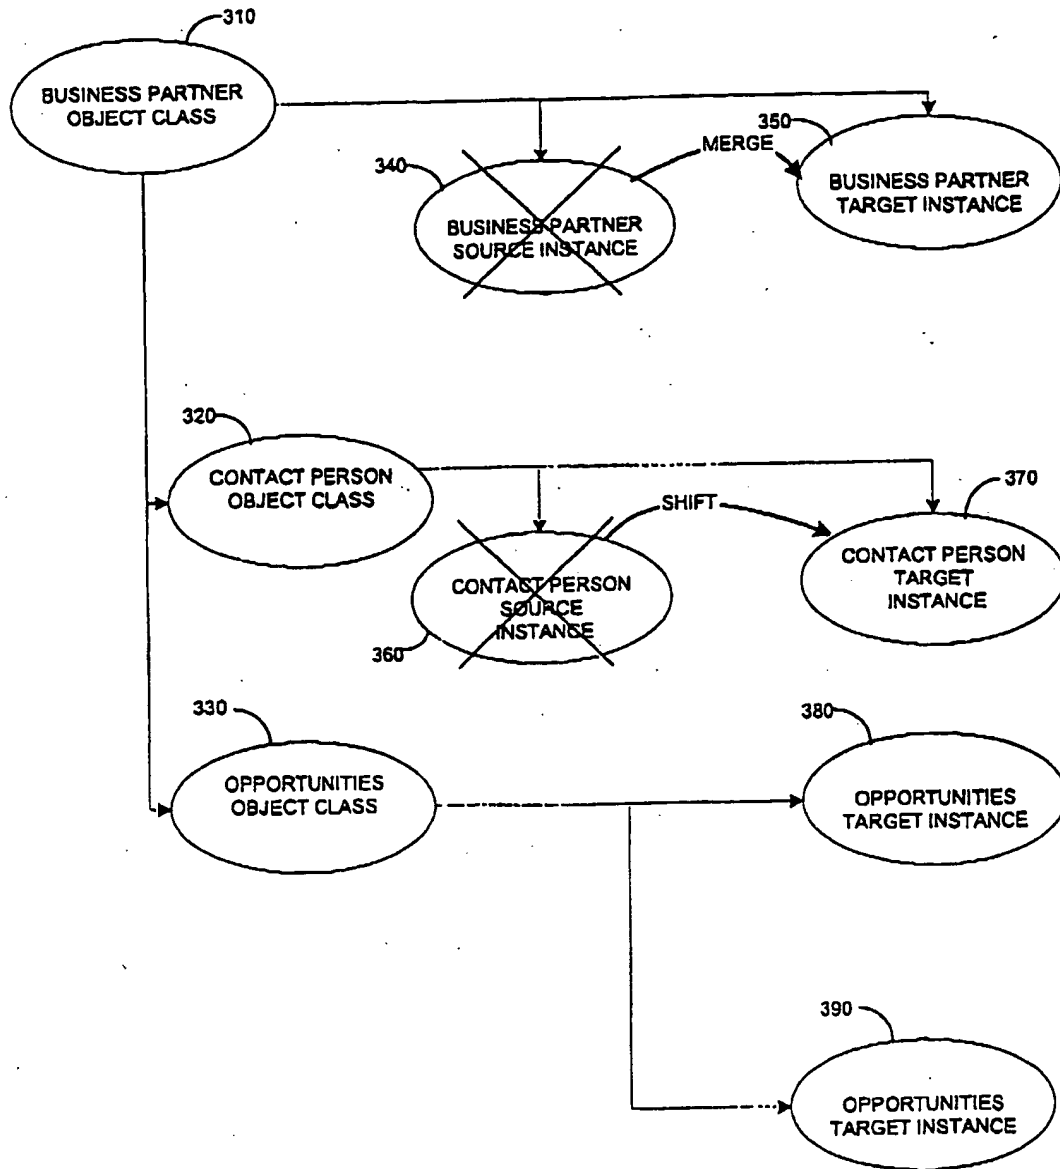 310
BUSINESS PARTNER
OBJECT CLASS
340
MERGE
350
BUSINESS PARTNER
SOURCE INSTANCE
BUSINESS PARTNER
TARGET INSTANCE
320
CONTACT PERSON
OBJECT CLASS
SHIFT
370
CONTACT PERSON
SOURCE
INSTANCE
360
CONTACT PERSON
TARGET
INSTANCE
330
OPPORTUNITIES
OBJECT CLASS
380
OPPORTUNITIES
TARGET INSTANCE
390
OPPORTUNITIES
TARGET INSTANCE